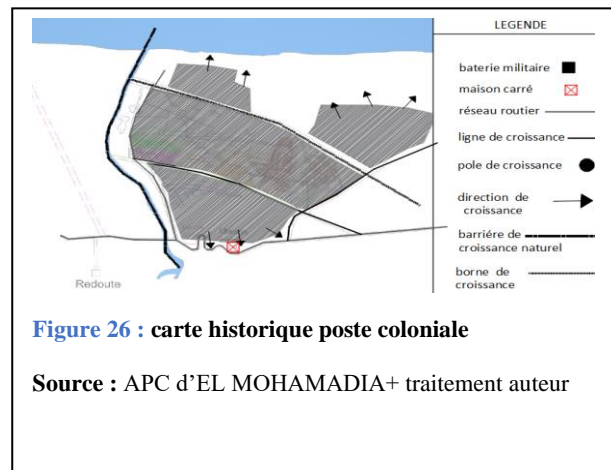 LEGENDE
baterie militaire
maison carré
réseau routier
ligne de croissance
pole de croissance
direction de
croissance
barriére de
croissance naturel
borne de
croissance
Redoute
Figure 26 : carte historique poste coloniale
Source : APC d'EL MOHAMADIA+ traitement auteur